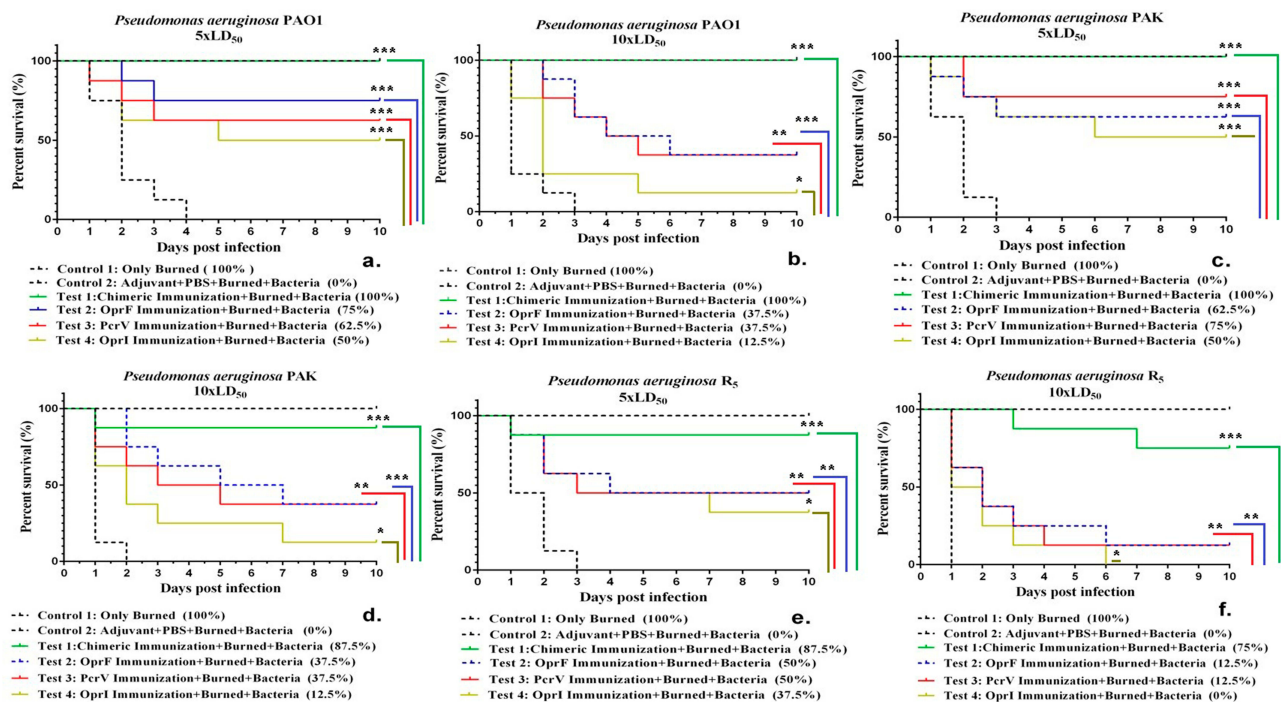 Pseudomonas aeruginosa PAO1
5xLD50
Percent survival (%)
100
50
0
0 1 2 3 4 5 6 7 8 9 10
Days post infection
***
***
***
***
a.
Control 1: Only Burned ( 100% )
Control 2: Adjuvant+PBS+Burned+Bacteria (0%)
Test 1:Chimeric Immunization+Burned+Bacteria (100%)
Test 2: OprF Immunization+Burned+Bacteria (75%)
Test 3: PcrV Immunization+Burned+Bacteria (62.5%)
Test 4: OprI Immunization+Burned+Bacteria (50%)
Pseudomonas aeruginosa PAO1
10xLD50
Percent survival (%)
100
50
0
0 1 2 3 4 5 6 7 8 9 10
Days post infection
***
***
**
*
b.
Control 1: Only Burned (100%)
Control 2: Adjuvant+PBS+Burned+Bacteria (0%)
Test 1:Chimeric Immunization+Burned+Bacteria (100%)
Test 2: OprF Immunization+Burned+Bacteria (37.5%)
Test 3: PcrV Immunization+Burned+Bacteria (37.5%)
Test 4: OprI Immunization+Burned+Bacteria (12.5%)
Pseudomonas aeruginosa PAK
5xLD50
Percent survival (%)
100
50
0
0 1 2 3 4 5 6 7 8 9 10
Days post infection
***
***
***
***
c.
Control 1: Only Burned (100%)
Control 2: Adjuvant+PBS+Burned+Bacteria (0%)
Test 1:Chimeric Immunization+Burned+Bacteria (100%)
Test 2: OprF Immunization+Burned+Bacteria (62.5%)
Test 3: PcrV Immunization+Burned+Bacteria (75%)
Test 4: OprI Immunization+Burned+Bacteria (50%)
Pseudomonas aeruginosa PAK
10xLD50
Percent survival (%)
100
50
0
0 1 2 3 4 5 6 7 8 9 10
Days post infection
***
***
**
*
d.
Control 1: Only Burned (100%)
Control 2: Adjuvant+PBS+Burned+Bacteria (0%)
Test 1:Chimeric Immunization+Burned+Bacteria (87.5%)
Test 2: OprF Immunization+Burned+Bacteria (37.5%)
Test 3: PcrV Immunization+Burned+Bacteria (37.5%)
Test 4: OprI Immunization+Burned+Bacteria (12.5%)
Pseudomonas aeruginosa R5
5xLD50
Percent survival (%)
100
50
0
0 1 2 3 4 5 6 7 8 9 10
Days post infection
***
**
**
*
e.
Control 1: Only Burned (100%)
Control 2: Adjuvant+PBS+Burned+Bacteria (0%)
Test 1:Chimeric Immunization+Burned+Bacteria (87.5%)
Test 2: OprF Immunization+Burned+Bacteria (50%)
Test 3: PcrV Immunization+Burned+Bacteria (50%)
Test 4: OprI Immunization+Burned+Bacteria (37.5%)
Pseudomonas aeruginosa R5
10xLD50
Percent survival (%)
100
50
0
0 1 2 3 4 5 6 7 8 9 10
Days post infection
***
**
**
*
f.
Control 1: Only Burned (100%)
Control 2: Adjuvant+PBS+Burned+Bacteria (0%)
Test 1:Chimeric Immunization+Burned+Bacteria (75%)
Test 2: OprF Immunization+Burned+Bacteria (12.5%)
Test 3: PcrV Immunization+Burned+Bacteria (12.5%)
Test 4: OprI Immunization+Burned+Bacteria (0%)